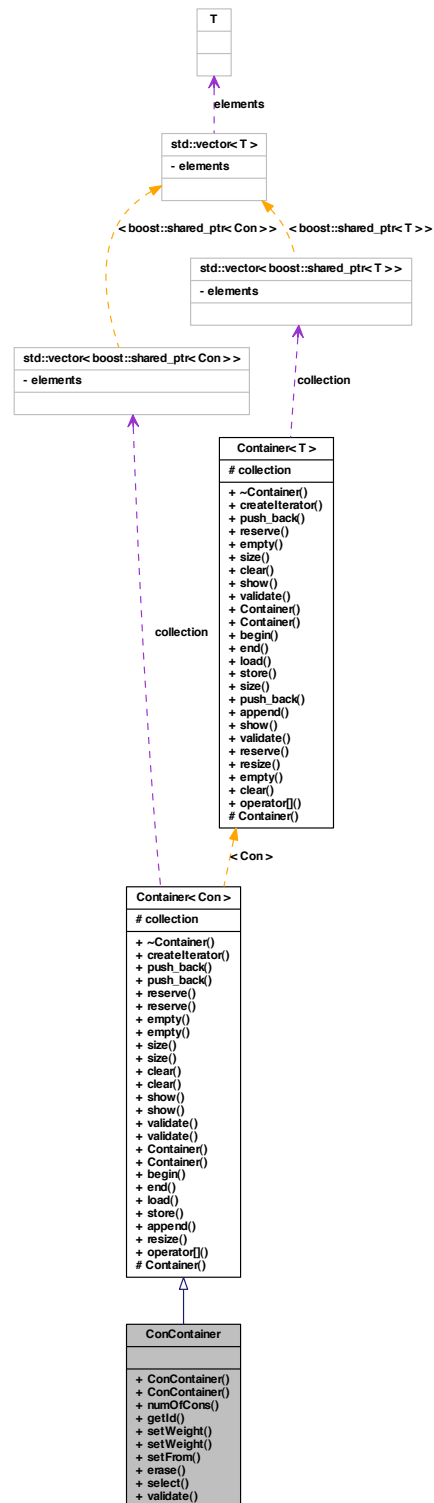 T
elements
std::vector< T >
- elements
< boost::shared_ptr< Con > >
< boost::shared_ptr< T > >
std::vector< boost::shared_ptr< T > >
- elements
std::vector< boost::shared_ptr< Con > >
- elements
collection
Container< T >
# collection
+ ~Container()
+ createIterator()
+ push_back()
+ reserve()
+ empty()
+ size()
+ clear()
+ show()
+ validate()
+ Container()
+ Container()
+ begin()
+ end()
+ load()
+ store()
+ size()
+ push_back()
+ append()
+ show()
+ validate()
+ reserve()
+ resize()
+ empty()
+ clear()
+ operator[]()
# Container()
collection
< Con >
Container< Con >
# collection
+ ~Container()
+ createIterator()
+ push_back()
+ push_back()
+ reserve()
+ reserve()
+ empty()
+ empty()
+ size()
+ size()
+ clear()
+ clear()
+ show()
+ show()
+ validate()
+ validate()
+ Container()
+ Container()
+ begin()
+ end()
+ load()
+ store()
+ append()
+ resize()
+ operator[]()
# Container()
ConContainer
+ ConContainer()
+ ConContainer()
+ numOfCons()
+ getId()
+ setWeight()
+ setWeight()
+ setFrom()
+ erase()
+ select()
+ validate()